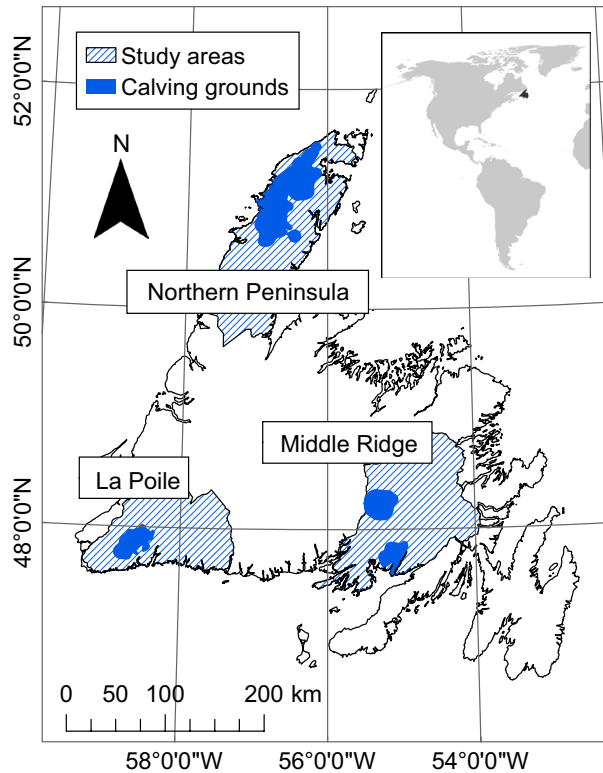 Study areas
Calving grounds
N
52°0'0"N
50°0'0"N
48°0'0"N
Northern Peninsula
Middle Ridge
La Poile
0 50 100 200 km
58°0'0"W 56°0'0"W 54°0'0"W